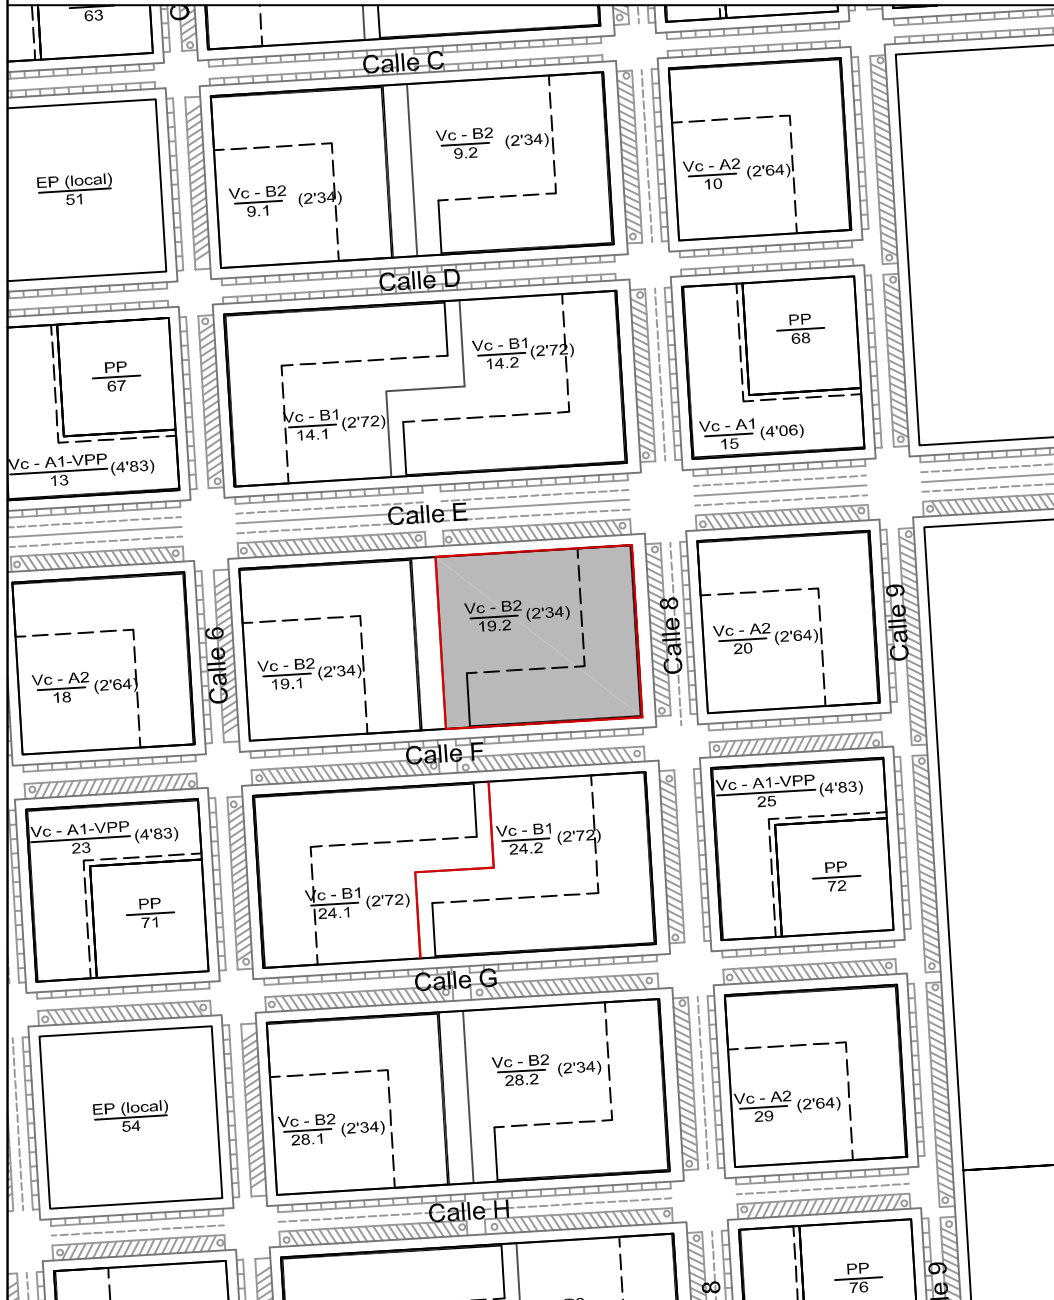 63
C
Calle C
Vc - B2 (2'34)
9.2
Vc - A2 (2'64)
10
EP (local)
51
Vc - B2 (2'34)
9.1
Calle D
PP
68
Vc - B1 (2'72)
14.2
PP
67
Vc - B1 (2'72)
14.1
Vc - A1 (4'06)
15
Vc - A1-VPP (4'83)
13
Calle E
Vc - B2 (2'34)
19.2
Calle 6
Calle 8
Calle 9
Vc - A2 (2'64)
20
Vc - B2 (2'34)
19.1
Vc - A2 (2'64)
18
Calle F
Vc - A1-VPP (4'83)
25
Vc - A1-VPP (4'83)
23
Vc - B1 (2'72)
24.2
PP
72
Vc - B1 (2'72)
24.1
PP
71
Calle G
Vc - B2 (2'34)
28.2
EP (local)
54
Vc - B2 (2'34)
28.1
Vc - A2 (2'64)
29
Calle H
PP
76
8
le 9